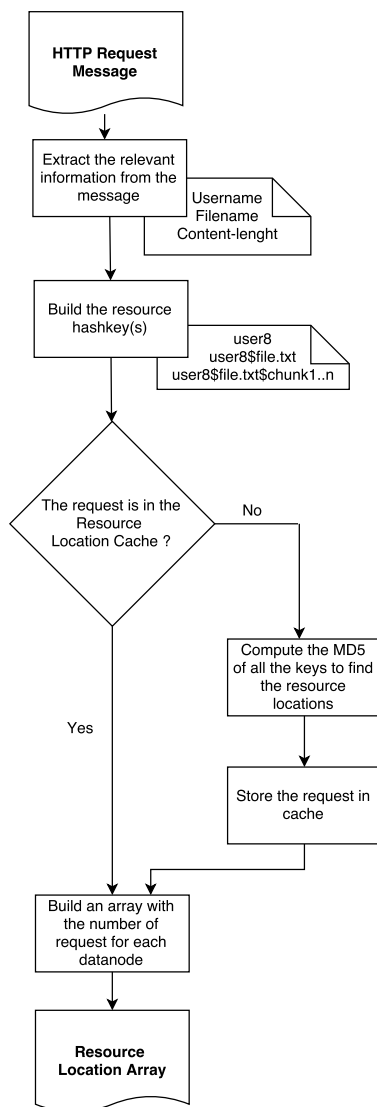 HTTP Request
Message
Extract the relevant
information from the
message
Username
Filename
Content-lenght
Build the resource
hashkey(s)
user8
user8$file.txt
user8$file.txt$chunk1..n
The request is in the
Resource
Location Cache ?
No
Compute the MD5
of all the keys to find
the resource
locations
Yes
Store the request in
cache
Build an array with
the number of
request for each
datanode
Resource
Location Array